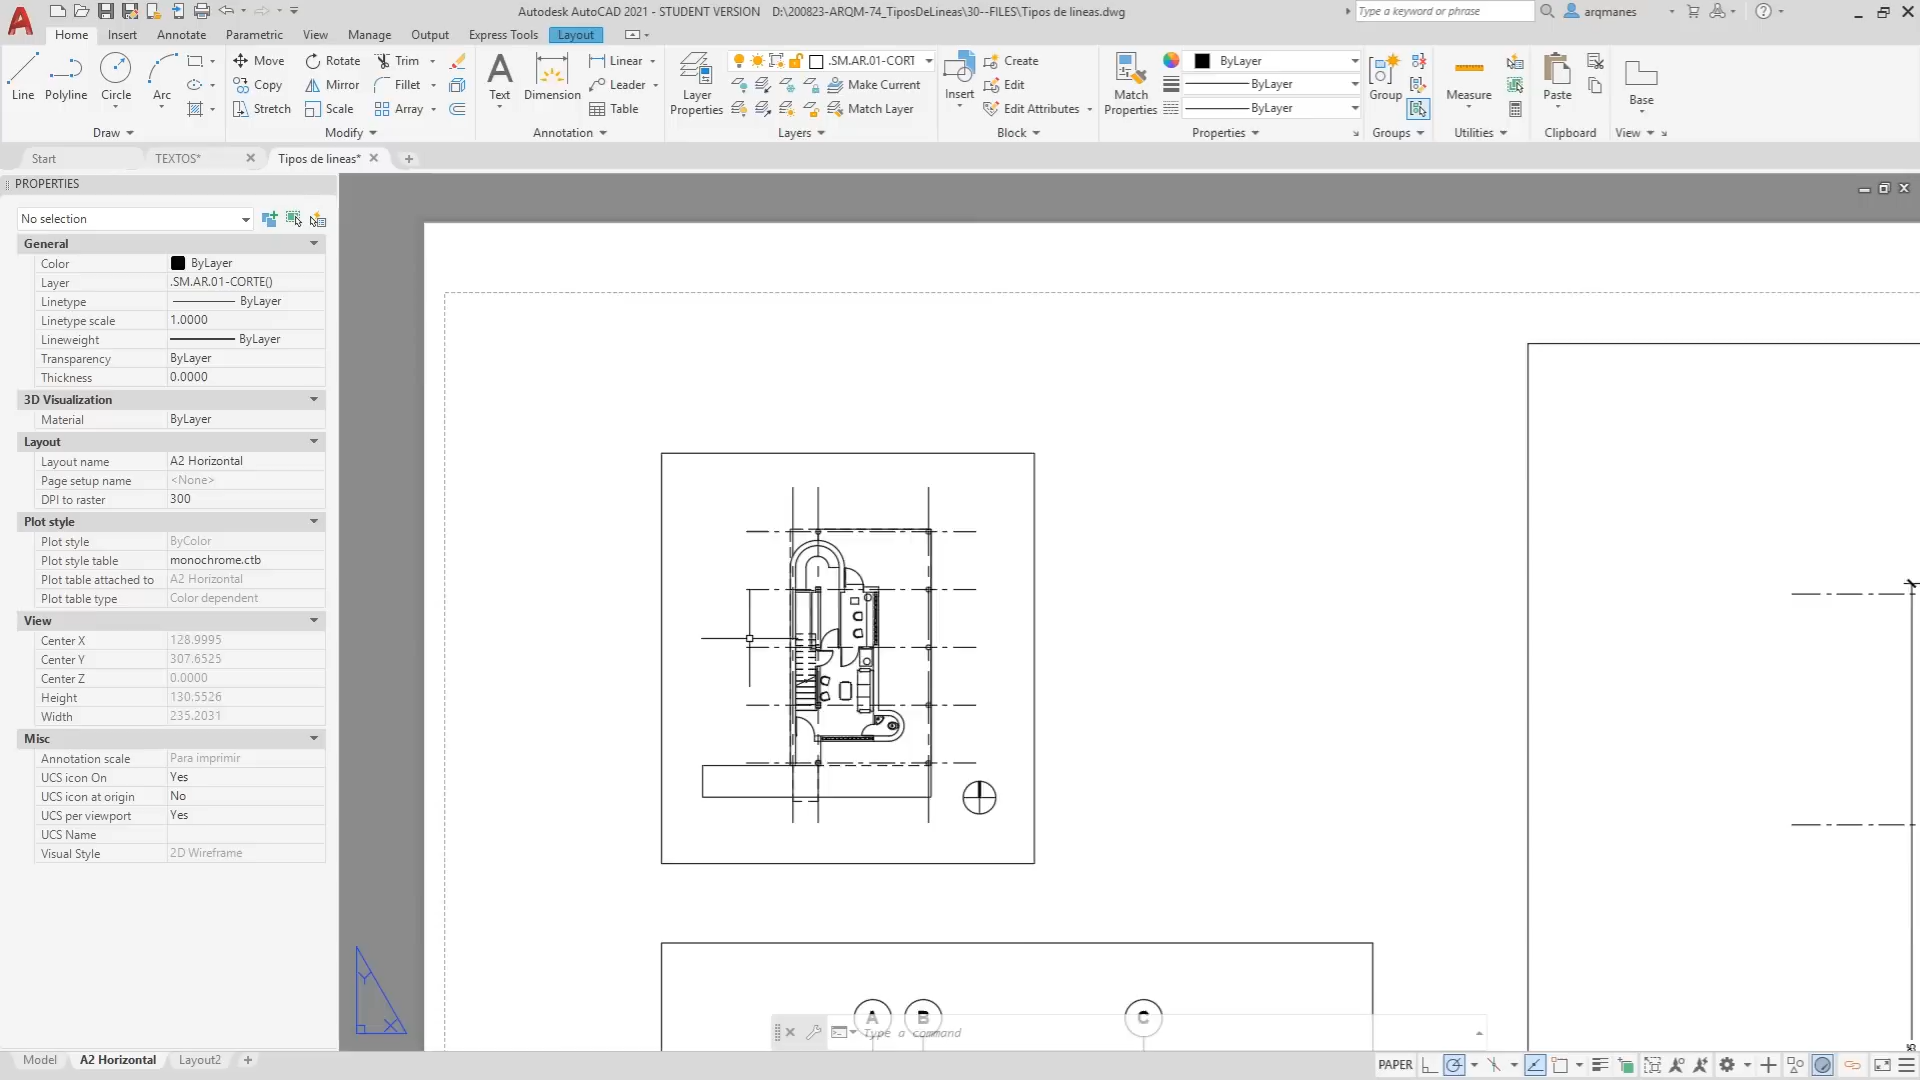 Autodesk AutoCAD 2021 - STUDENT VERSION D:\200823-ARQM-74_TiposDeLineas\30--FILES\Tipos de lineas.dwg
Type a keyword or phrase
arqmanes
Home Insert Annotate Parametric View Manage Output Express Tools Layout
Line Polyline Circle Arc
Draw
Move Rotate Trim
Copy Mirror Fillet
Stretch Scale Array
Modify
Text Dimension
Linear
Leader
Table
Annotation
Layer Properties
.SM.AR.01-CORT
Make Current
Match Layer
Layers
Insert
Create
Edit
Edit Attributes
Block
Match Properties
ByLayer
ByLayer
ByLayer
Properties
Group
Groups
Measure
Utilities
Paste
Clipboard
Base
View
Start TEXTOS* Tipos de lineas*
PROPERTIES
No selection
General
Color ByLayer
Layer .SM.AR.01-CORTE()
Linetype ByLayer
Linetype scale 1.0000
Lineweight ByLayer
Transparency ByLayer
Thickness 0.0000
3D Visualization
Material ByLayer
Layout
Layout name A2 Horizontal
Page setup name <None>
DPI to raster 300
Plot style
Plot style ByColor
Plot style table monochrome.ctb
Plot table attached to A2 Horizontal
Plot table type Color dependent
View
Center X 128.9995
Center Y 307.6525
Center Z 0.0000
Height 130.5526
Width 235.2031
Misc
Annotation scale Para imprimir
UCS icon On Yes
UCS icon at origin No
UCS per viewport Yes
UCS Name
Visual Style 2D Wireframe
Y
X
A B C
Type a command
Model A2 Horizontal Layout2
PAPER